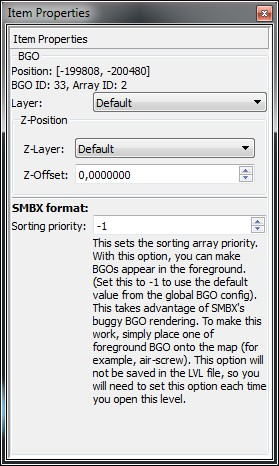 Item Properties
Item Properties
BGO
Position: [-199808, -200480]
BGO ID: 33, Array ID: 2
Layer: Default
Z-Position
Z-Layer: Default
Z-Offset: 0,0000000
SMBX format:
Sorting priority: -1
This sets the sorting array priority.
With this option, you can make
BGOs appear in the foreground.
(Set this to -1 to use the default
value from the global BGO config).
This takes advantage of SMBX's
buggy BGO rendering. To make this
work, simply place one of
foreground BGO onto the map (for
example, air-screw). This option will
not be saved in the LVL file, so you
will need to set this option each time
you open this level.